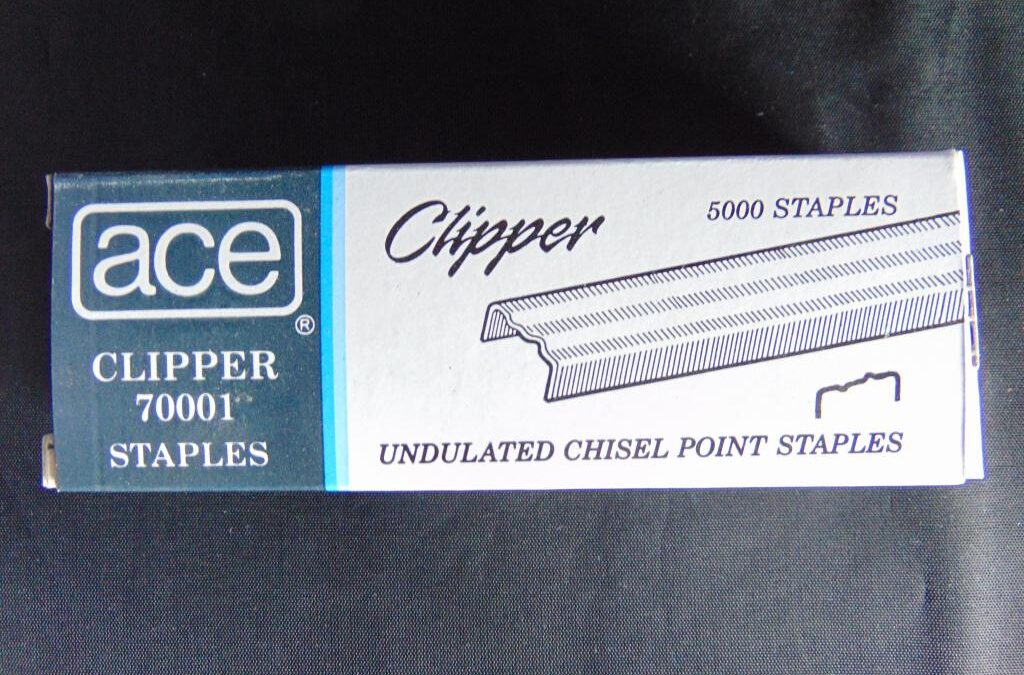 ace
®
CLIPPER
70001
STAPLES
Clipper
5000 STAPLES
UNDULATED CHISEL POINT STAPLES